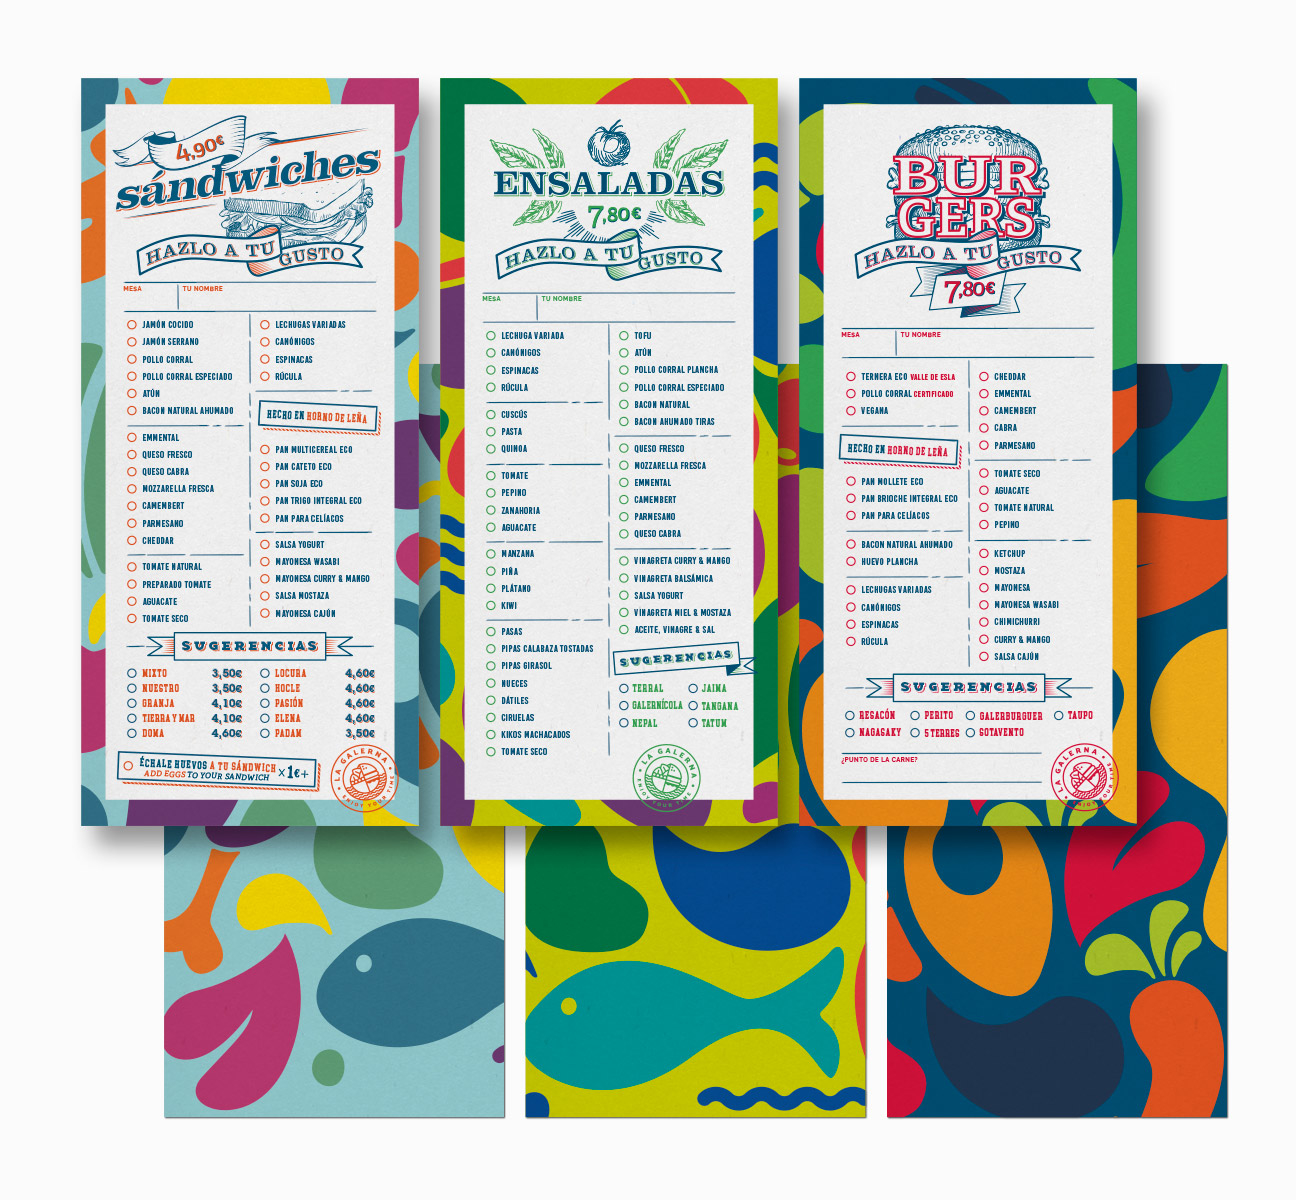 4,90€
sándwiches
HAZLO A TU GUSTO
MESA
TU NOMBRE
JAMÓN COCIDO
JAMÓN SERRANO
POLLO CORRAL
POLLO CORRAL ESPECIADO
ATÚN
BACON NATURAL AHUMADO
EMMENTAL
QUESO FRESCO
QUESO CABRA
MOZZARELLA FRESCA
CAMEMBERT
PARMESANO
CHEDDAR
TOMATE NATURAL
PREPARADO TOMATE
AGUACATE
TOMATE SECO
LECHUGAS VARIADAS
CANÓNIGOS
ESPINACAS
RÚCULA
HECHO EN HORNO DE LEÑA
PAN MULTICEREAL ECO
PAN CATETO ECO
PAN SOJA ECO
PAN TRIGO INTEGRAL ECO
PAN PARA CELÍACOS
SALSA YOGURT
MAYONESA WASABI
MAYONESA CURRY & MANGO
SALSA MOSTAZA
MAYONESA CAJÚN
SUGERENCIAS
MIXTO 3,50€
NUESTRO 3,50€
GRANJA 4,10€
TIERRA Y MAR 4,10€
DOMA 4,60€
LOCURA 4,60€
HOCLE 4,60€
PASIÓN 4,60€
ELENA 4,60€
PADAM 3,50€
ÉCHALE HUEVOS A TU SÁNDWICH
ADD EGGS TO YOUR SANDWICH
x1€+
LA GALERNA
ENJOY YOUR TIME
ENSALADAS
7,80€
HAZLO A TU GUSTO
MESA
TU NOMBRE
LECHUGA VARIADA
CANÓNIGOS
ESPINACAS
RÚCULA
CUSCÚS
PASTA
QUINOA
TOMATE
PEPINO
ZANAHORIA
AGUACATE
MANZANA
PIÑA
PLÁTANO
KIWI
PASAS
PIPAS CALABAZA TOSTADAS
PIPAS GIRASOL
NUECES
DÁTILES
CIRUELAS
KIKOS MACHACADOS
TOMATE SECO
TOFU
ATÚN
POLLO CORRAL PLANCHA
POLLO CORRAL ESPECIADO
BACON NATURAL
BACON AHUMADO TIRAS
QUESO FRESCO
MOZZARELLA FRESCA
EMMENTAL
CAMEMBERT
PARMESANO
QUESO CABRA
VINAGRETA CURRY & MANGO
VINAGRETA BALSÁMICA
SALSA YOGURT
VINAGRETA MIEL & MOSTAZA
ACEITE, VINAGRE & SAL
SUGERENCIAS
TERRAL
JAIMA
GALERNÍCOLA
TANGANA
NEPAL
TATUM
LA GALERNA
ENJOY YOUR TIME
BUR
GERS
HAZLO A TU GUSTO
7,80€
MESA
TU NOMBRE
TERNERA ECO VALLE DE ESLA
POLLO CORRAL CERTIFICADO
VEGANA
HECHO EN HORNO DE LEÑA
PAN MOLLETE ECO
PAN BRIOCHE INTEGRAL ECO
PAN PARA CELÍACOS
BACON NATURAL AHUMADO
HUEVO PLANCHA
LECHUGAS VARIADAS
CANÓNIGOS
ESPINACAS
RÚCULA
CHEDDAR
EMMENTAL
CAMEMBERT
CABRA
PARMESANO
TOMATE SECO
AGUACATE
TOMATE NATURAL
PEPINO
KETCHUP
MOSTAZA
MAYONESA
MAYONESA WASABI
CHIMICHURRI
CURRY & MANGO
SALSA CAJÚN
SUGERENCIAS
RESACÓN
PERITO
GALERBURGUER
TAUPO
NAGASAKY
5 TERREG
SOTAVENTO
¿PUNTO DE LA CARNE?
LA GALERNA
ENJOY YOUR TIME